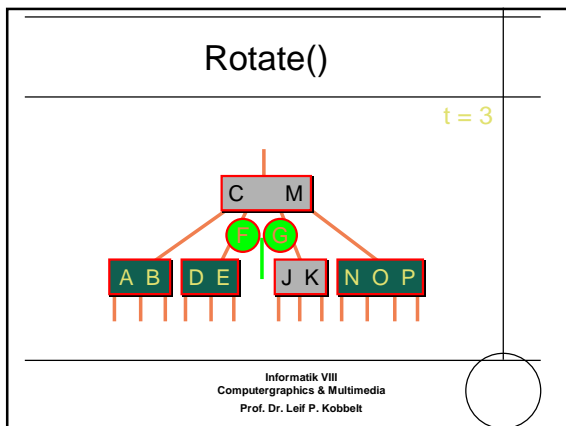 Rotate()
t = 3
C M
F G
A B D E J K N O P
Informatik VIII
Computergraphics & Multimedia
Prof. Dr. Leif P. Kobbelt